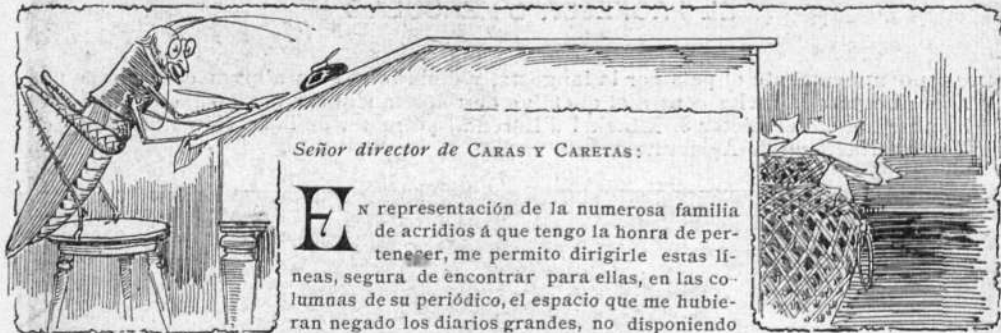 Señor director de CARAS Y CARETAS:
EN representación de la numerosa familia
de acridios á que tengo la honra de per-
tenecer, me permito dirigirle estas lí-
neas, segura de encontrar para ellas, en las co-
lumnas de su periódico, el espacio que me hubie-
ran negado los diarios grandes, no disponiendo